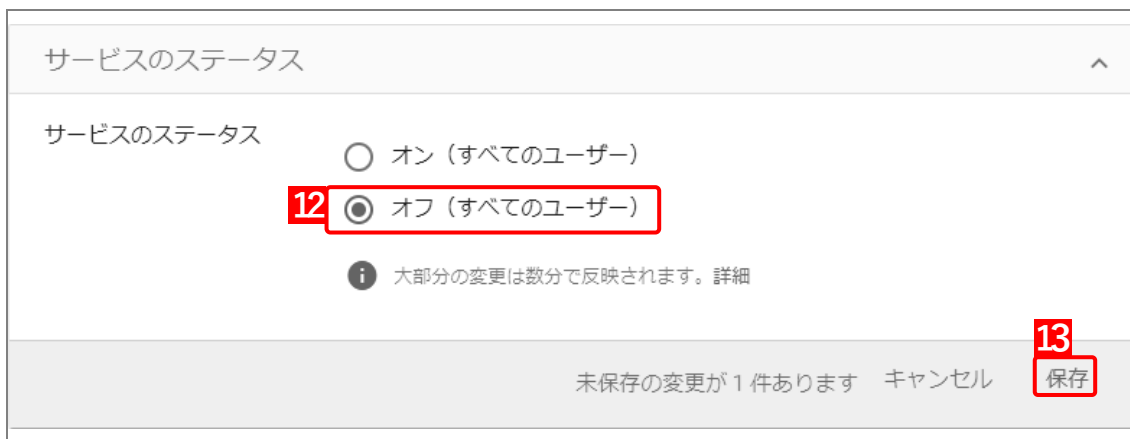 サービスのステータス
サービスのステータス
オン（すべてのユーザー）
12 オフ（すべてのユーザー）
大部分の変更は数分で反映されます。詳細
13
未保存の変更が 1 件あります キャンセル 保存